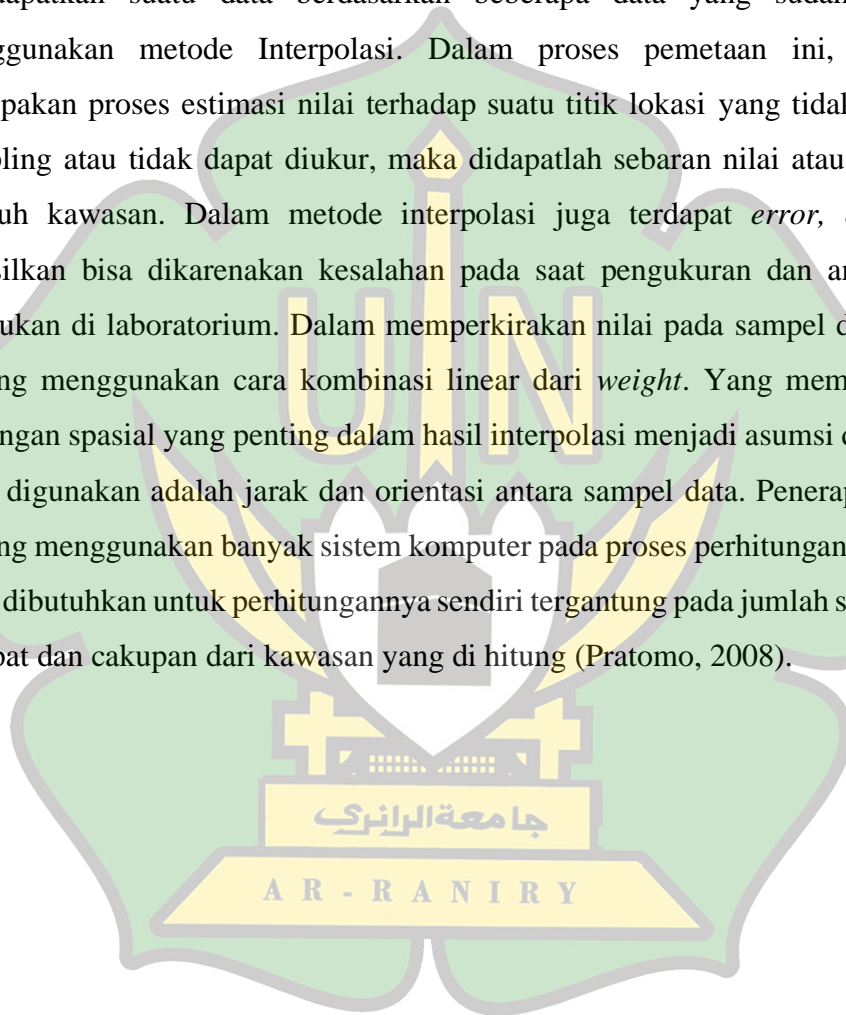 dapatkan suatu data berdasarkan beberapa data yang sudah
ggunakan metode Interpolasi. Dalam proses pemetaan ini,
pakan proses estimasi nilai terhadap suatu titik lokasi yang tidak
pling atau tidak dapat diukur, maka didapatlah sebaran nilai atau
uh kawasan. Dalam metode interpolasi juga terdapat error,
silkan bisa dikarenakan kesalahan pada saat pengukuran dan
ukan di laboratorium. Dalam memperkirakan nilai pada sampel
ng menggunakan cara kombinasi linear dari weight. Yang mem
ngan spasial yang penting dalam hasil interpolasi menjadi asumsi
digunakan adalah jarak dan orientasi antara sampel data. Penerap
ng menggunakan banyak sistem komputer pada proses perhitungan
dibutuhkan untuk perhitungannya sendiri tergantung pada jumlah s
pat dan cakupan dari kawasan yang di hitung (Pratomo, 2008).
UIN
جامعة الرانري
AR-RANIRY